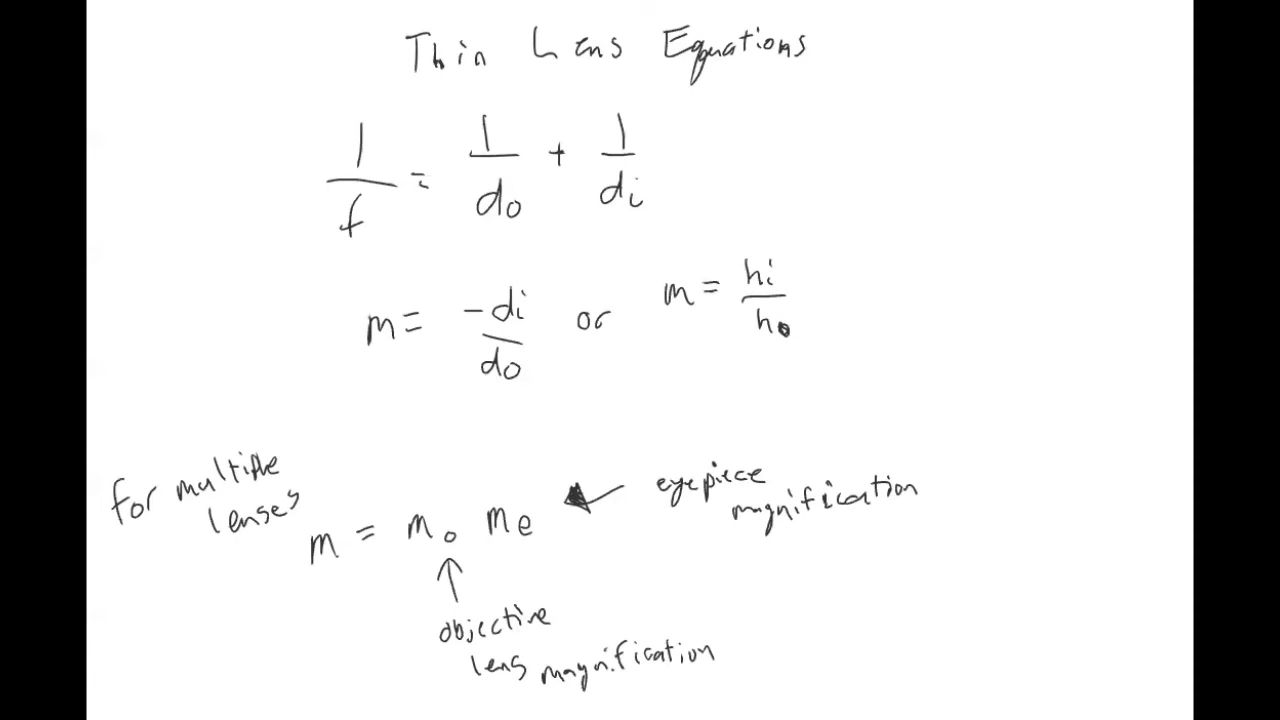 Thin Lens Equations
1/f = 1/do + 1/di
m = -di/do or m = hi/ho
for multiple
lenses
m = mo me
eyepiece
magnification
objective
lens magnification